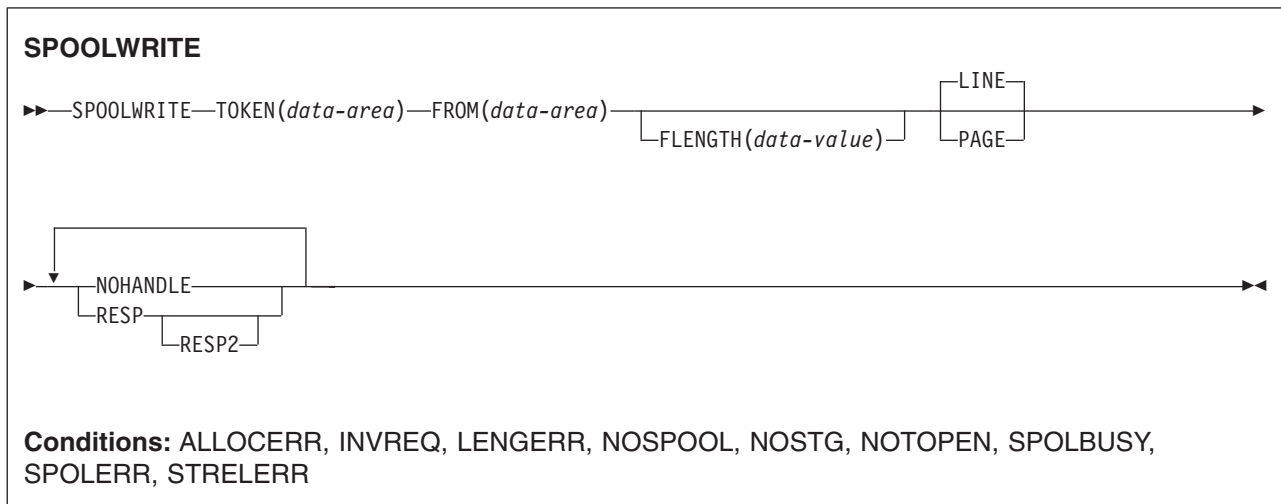 SPOOLWRITE
SPOOLWRITE TOKEN(data-area) FROM(data-area) FLENGTH(data-value) LINE PAGE
NOHANDLE
RESP
RESP2
Conditions: ALLOCERR, INVREQ, LENGERR, NOSPOOL, NOSTG, NOTOPEN, SPOLBUSY,
SPOLERR, STRELERR